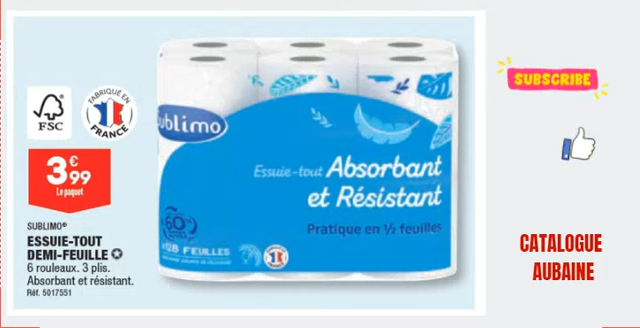 FSC
FABRIQUÉ EN
FRANCE
3€99
Le paquet
SUBLIMO®
ESSUIE-TOUT
DEMI-FEUILLE
6 rouleaux. 3 plis.
Absorbant et résistant.
Réf. 5017551
ublimo
Essuie-tout Absorbant
et Résistant
Pratique en ½ feuilles
60
128 FEUILLES
SUBSCRIBE
CATALOGUE
AUBAINE